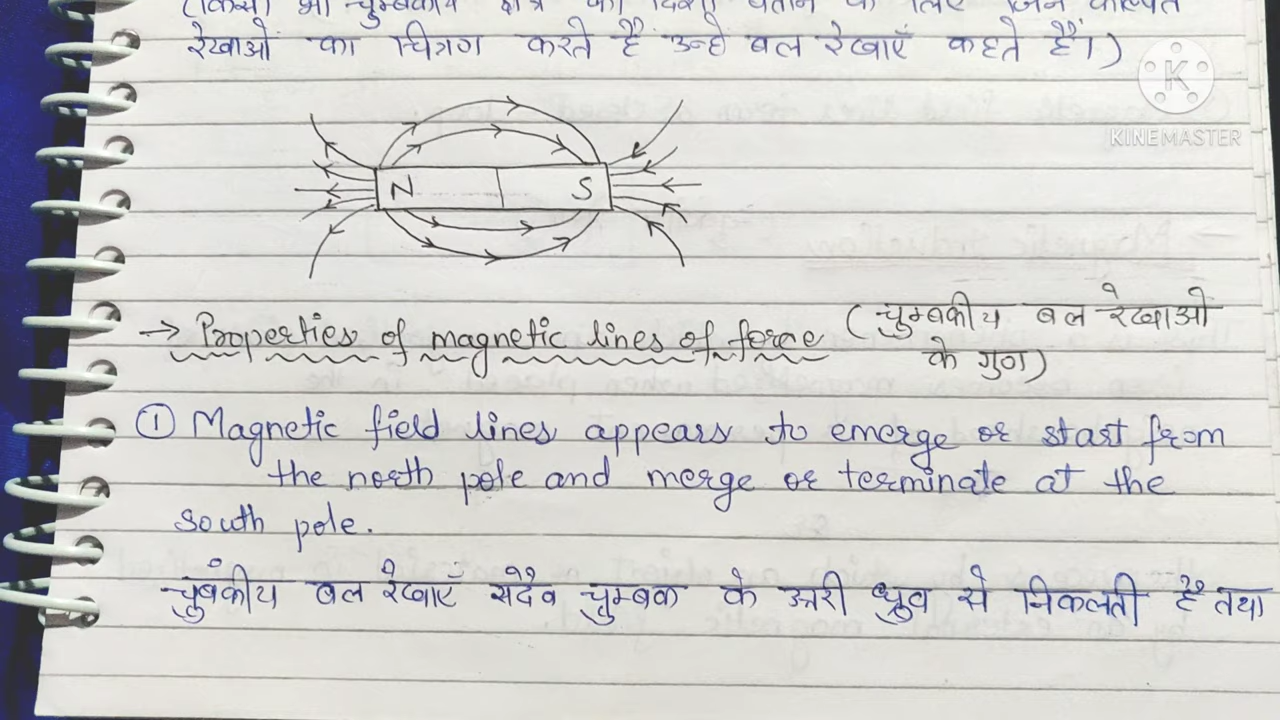 (किसी भी चुम्बकीय क्षेत्र की दिशा बताने के लिए जिन काल्पित
रेखाओं का चित्रण करते हैं उन्हे बल रेखाएँ कहते हैं।)
K
KINEMASTER
N S
→ Properties of magnetic lines of force (चुम्बकीय बल रेखाओ
के गुण)
① Magnetic field lines appears to emerge or start from
the north pole and merge or terminate at the
south pole.
चुबंकीय बल रेखाएँ सदैव चुम्बक के उत्तरी ध्रुव से निकलती है तथा